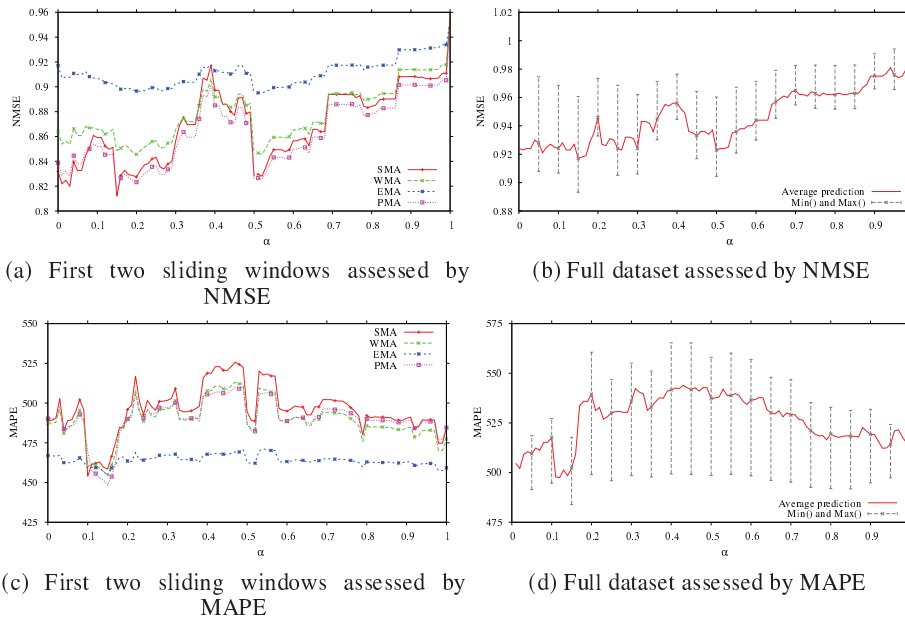 0.96
0.94
0.92
0.9
0.88
0.86
0.84
0.82
0.8
NMSE
SMA
WMA
EMA
PMA
0 0.1 0.2 0.3 0.4 0.5 0.6 0.7 0.8 0.9 1
α
(a) First two sliding windows assessed by
NMSE
1.02
1
0.98
0.96
0.94
0.92
0.9
0.88
NMSE
Average prediction
Min() and Max()
0 0.1 0.2 0.3 0.4 0.5 0.6 0.7 0.8 0.9 1
α
(b) Full dataset assessed by NMSE
550
525
500
475
450
425
MAPE
SMA
WMA
EMA
PMA
0 0.1 0.2 0.3 0.4 0.5 0.6 0.7 0.8 0.9 1
α
(c) First two sliding windows assessed by
MAPE
575
550
525
500
475
MAPE
Average prediction
Min() and Max()
0 0.1 0.2 0.3 0.4 0.5 0.6 0.7 0.8 0.9
α
(d) Full dataset assessed by MAPE